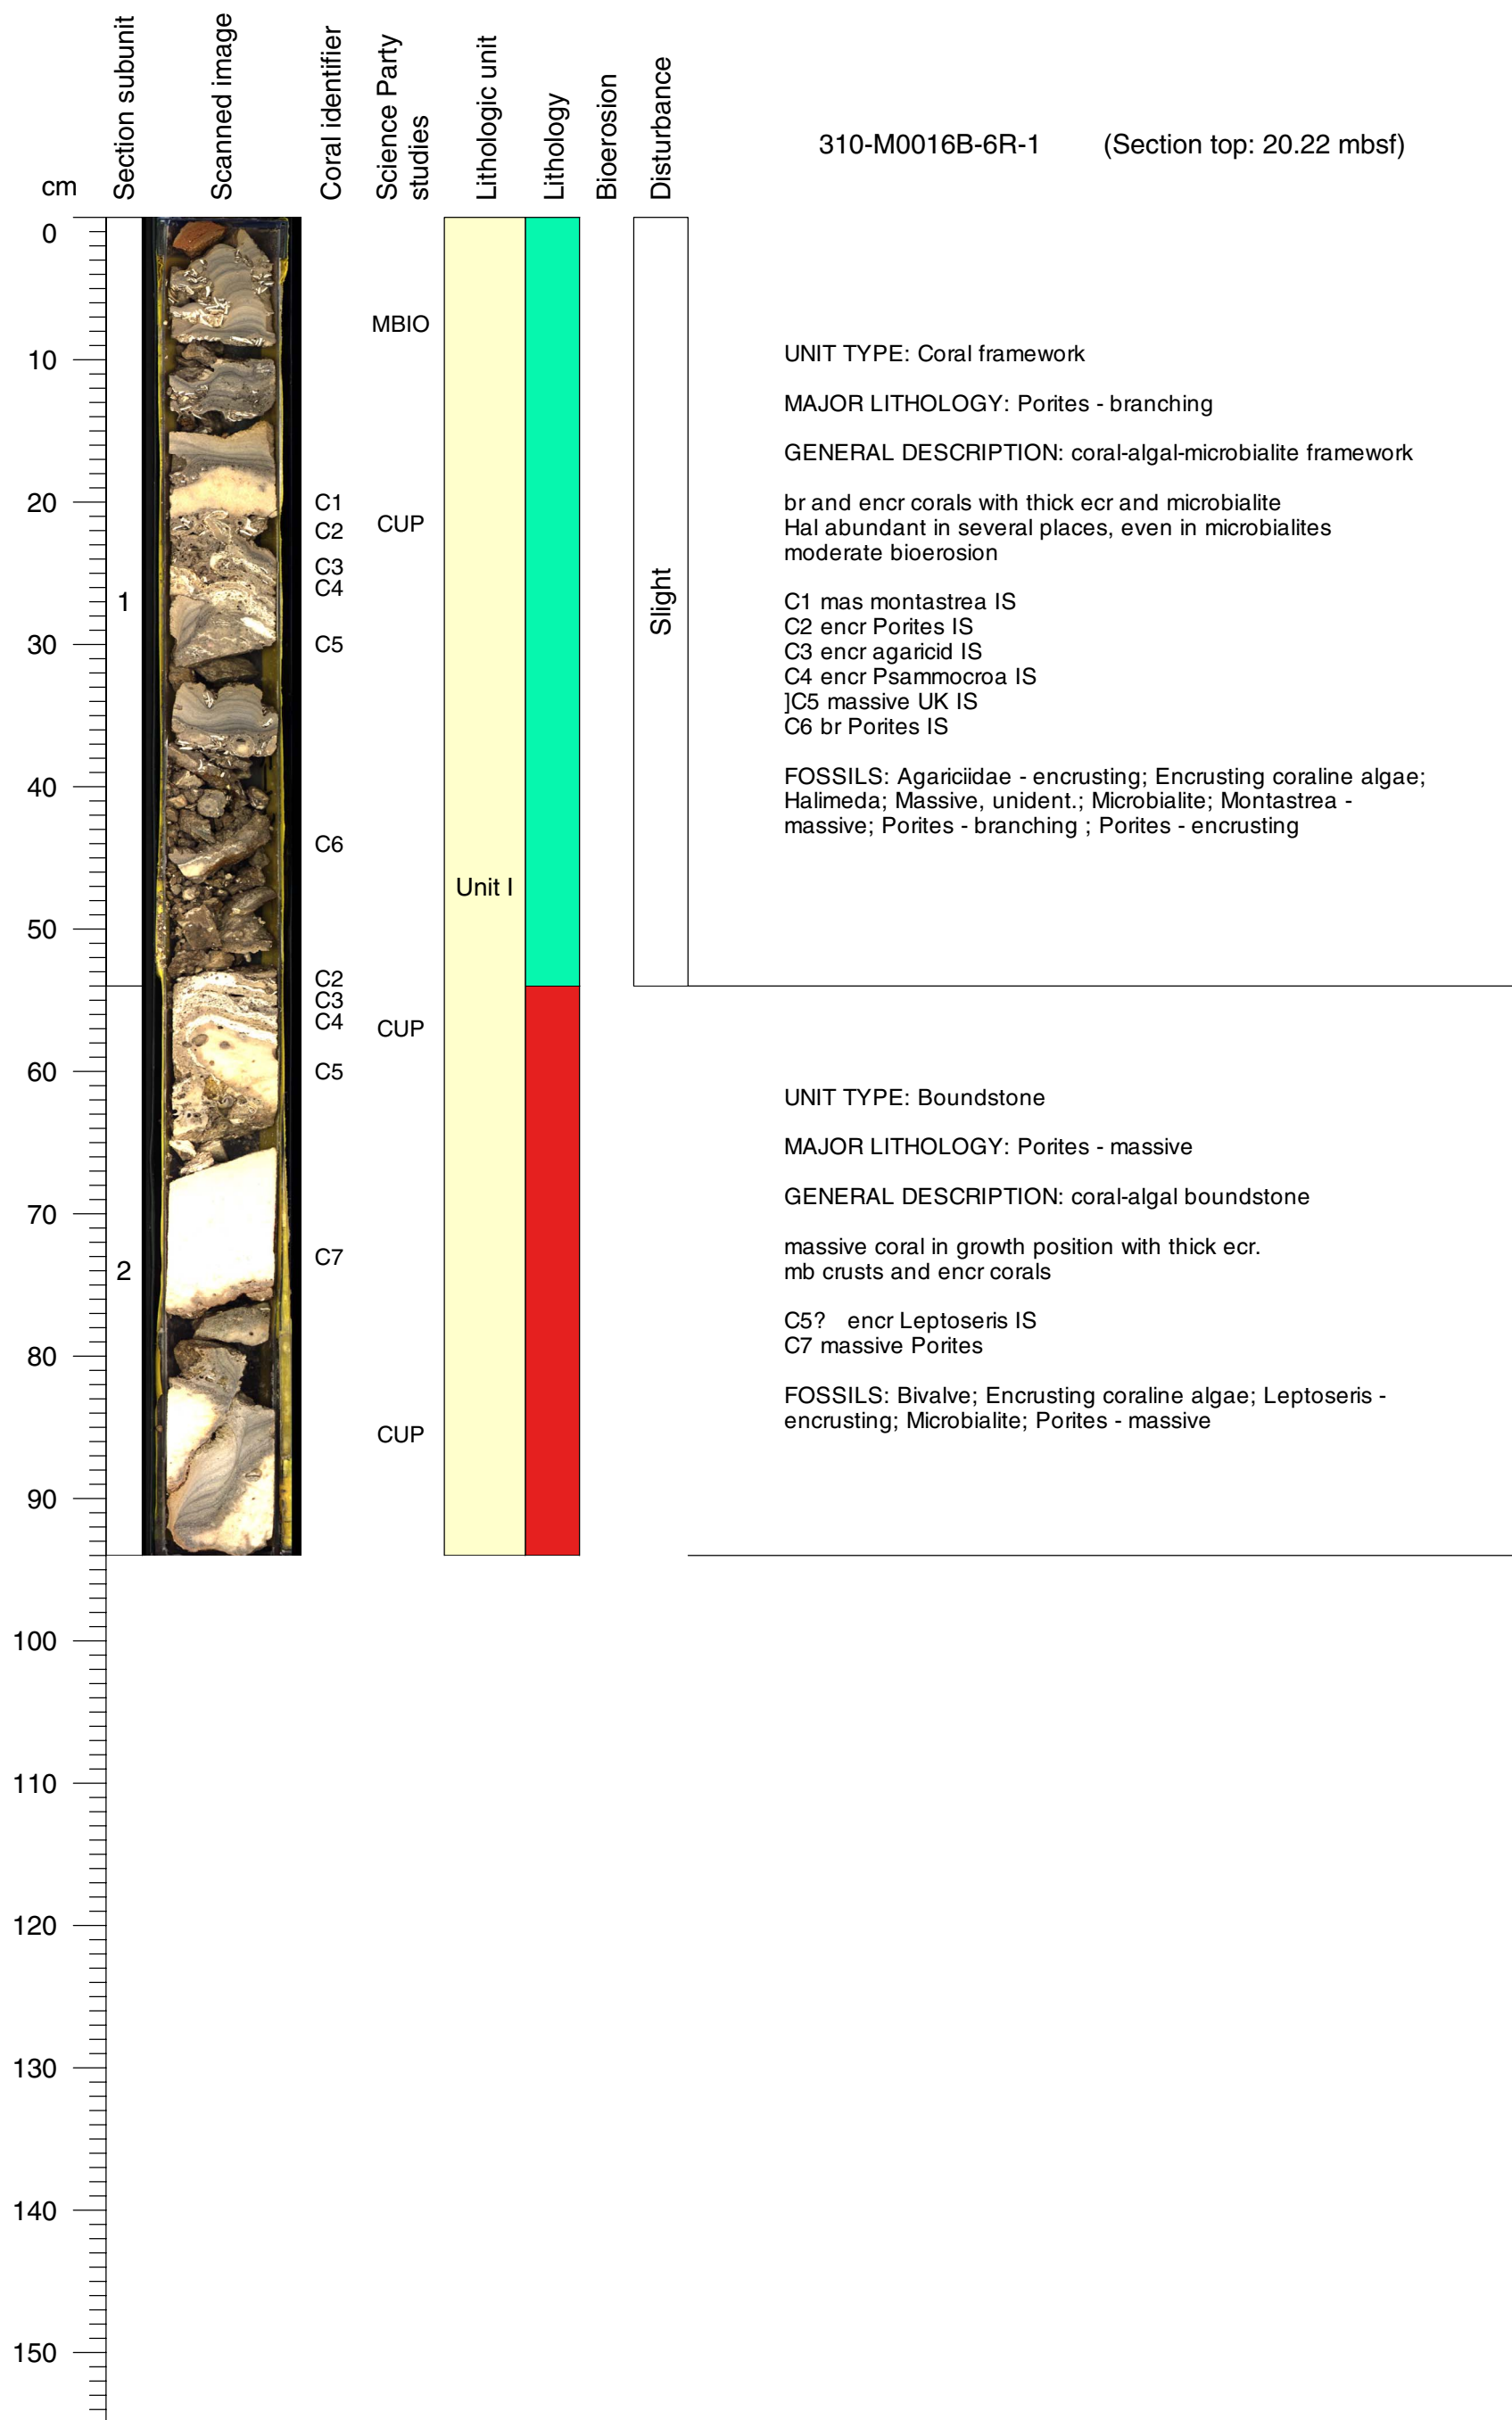 cm
Section subunit
Scanned image
Coral identifier
Science Party
studies
Lithologic unit
Lithology
Bioerosion
Disturbance
310-M0016B-6R-1 (Section top: 20.22 mbsf)
0
10
20
30
40
50
60
70
80
90
100
110
120
130
140
150
1
2
C1
C2
C3
C4
C5
C6
C2
C3
C4
C5
C7
MBIO
CUP
CUP
CUP
Unit I
Slight
UNIT TYPE: Coral framework
MAJOR LITHOLOGY: Porites - branching
GENERAL DESCRIPTION: coral-algal-microbialite framework
br and encr corals with thick ecr and microbialite
Hal abundant in several places, even in microbialites
moderate bioerosion
C1 mas montastrea IS
C2 encr Porites IS
C3 encr agaricid IS
C4 encr Psammocroa IS
]C5 massive UK IS
C6 br Porites IS
FOSSILS: Agariciidae - encrusting; Encrusting coraline algae;
Halimeda; Massive, unident.; Microbialite; Montastrea -
massive; Porites - branching ; Porites - encrusting
UNIT TYPE: Boundstone
MAJOR LITHOLOGY: Porites - massive
GENERAL DESCRIPTION: coral-algal boundstone
massive coral in growth position with thick ecr.
mb crusts and encr corals
C5? encr Leptoseris IS
C7 massive Porites
FOSSILS: Bivalve; Encrusting coraline algae; Leptoseris -
encrusting; Microbialite; Porites - massive